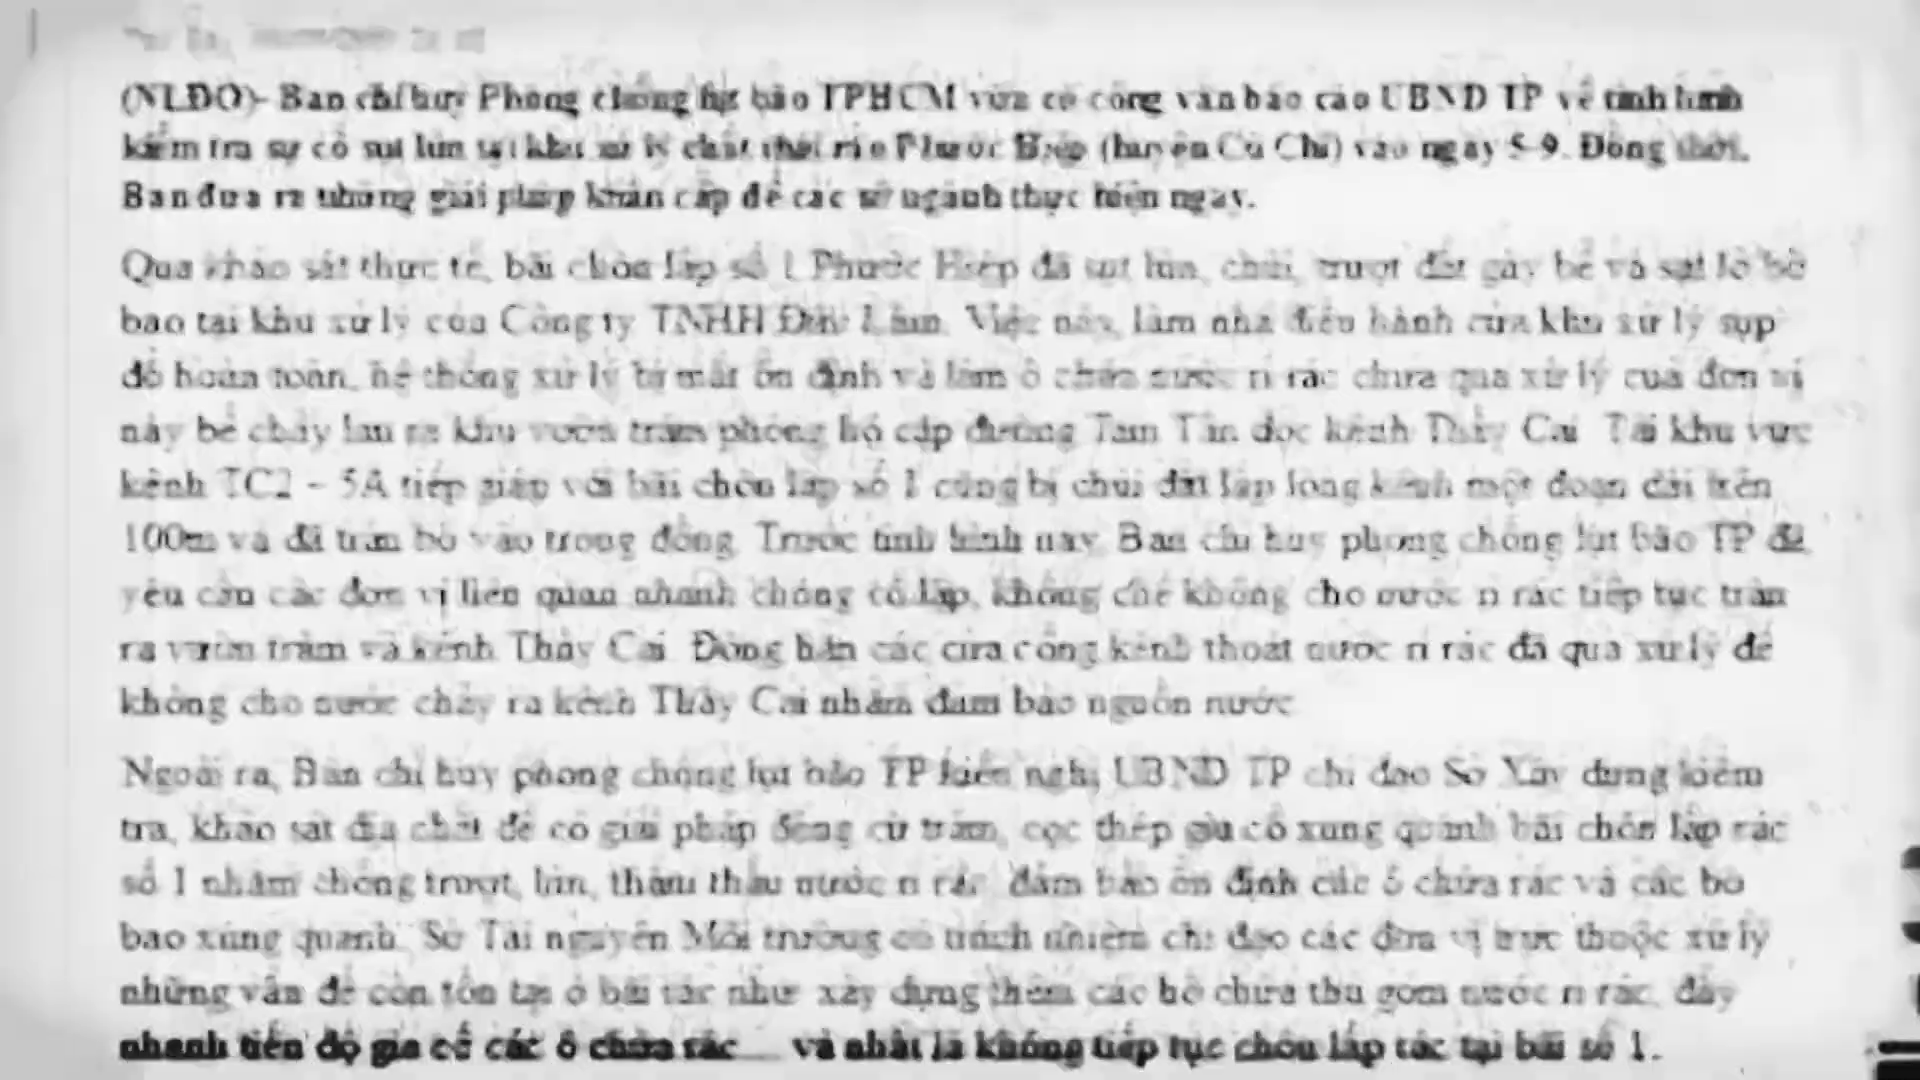 (NLĐO)- Ban chỉ huy Phòng chống lụt bão TPHCM vừa có công văn báo cáo UBND TP về tình hình
kiểm tra sự cố sụt lún tại khu xử lý chất thải rắn Phước Hiệp (huyện Củ Chi) vào ngày 5-9. Đồng thời,
Ban đưa ra những giải pháp khẩn cấp để các sở ngành thực hiện ngay.
Qua khảo sát thực tế, bãi chôn lấp số 1 Phước Hiệp đã sụt lún, chùi, trượt đất gây bể và sạt lở bờ
bao tại khu xử lý của Công ty TNHH Đức Lâm. Việc này làm nhà điều hành của khu xử lý sụp
đổ hoàn toàn, hệ thống xử lý bị mất ổn định và làm ô chứa nước rỉ rác chưa qua xử lý của đơn vị
này bể chảy lan ra khu vườn tràm phòng hộ cặp đường Tam Tân dọc kênh Thầy Cai. Tại khu vực
kênh TC2 – 5A tiếp giáp với bãi chôn lấp số 1 cũng bị chùi đất lấp lòng kênh một đoạn dài trên
100m và đã tràn bờ vào trong đồng. Trước tình hình này, Ban chỉ huy phòng chống lụt bão TP đã
yêu cầu các đơn vị liên quan nhanh chóng cô lập, khống chế không cho nước rỉ rác tiếp tục tràn
ra vườn tràm và kênh Thầy Cai. Đóng hẳn các cửa cống kênh thoát nước rỉ rác đã qua xử lý để
không cho nước chảy ra kênh Thầy Cai nhằm đảm bảo nguồn nước.
Ngoài ra, Ban chỉ huy phòng chống lụt bão TP kiến nghị UBND TP chỉ đạo Sở Xây dựng kiểm
tra, khảo sát địa chất để có giải pháp đóng cừ tràm, cọc thép gia cố xung quanh bãi chôn lấp rác
số 1 nhằm chống trượt, lún, thẩm thấu nước rỉ rác, đảm bảo ổn định các ô chứa rác và các bờ
bao xung quanh. Sở Tài nguyên Môi trường có trách nhiệm chỉ đạo các đơn vị trực thuộc xử lý
những vấn đề còn tồn tại ở bãi rác như: xây dựng thêm các hồ chứa thu gom nước rỉ rác, đẩy
nhanh tiến độ gia cố các ô chứa rác ... và nhất là không tiếp tục chôn lấp rác tại bãi số 1.